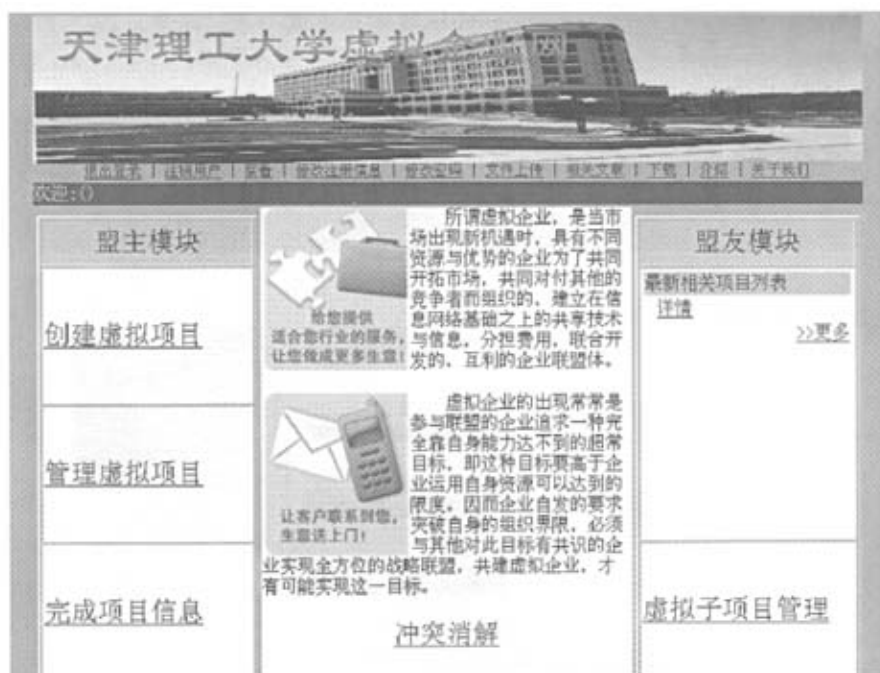 天津理工大学虚拟企业网
退出登录 | 注销用户 | 查看 | 修改注册信息 | 修改密码 | 文件上传 | 相关文章 | 下载 | 介绍 | 关于我们
欢迎:()
盟主模块
创建虚拟项目
管理虚拟项目
完成项目信息
给您提供
适合您行业的服务,
让您做成更多生意!
所谓虚拟企业，是当市
场出现新机遇时，具有不同
资源与优势的企业为了共同
开拓市场，共同对付其他的
竞争者而组织的、建立在信
息网络基础之上的共享技术
与信息，分担费用，联合开
发的、互利的企业联盟体。
让客户联系到您,
生意送上门!
虚拟企业的出现常常是
参与联盟的企业追求一种完
全靠自身能力达不到的超常
目标，即这种目标要高于企
业运用自身资源可以达到的
限度。因而企业自发的要求
突破自身的组织界限，必须
与其他对此目标有共识的企
业实现全方位的战略联盟，共建虚拟企业，才
有可能实现这一目标。
冲突消解
盟友模块
最新相关项目列表
详情
>>更多
虚拟子项目管理